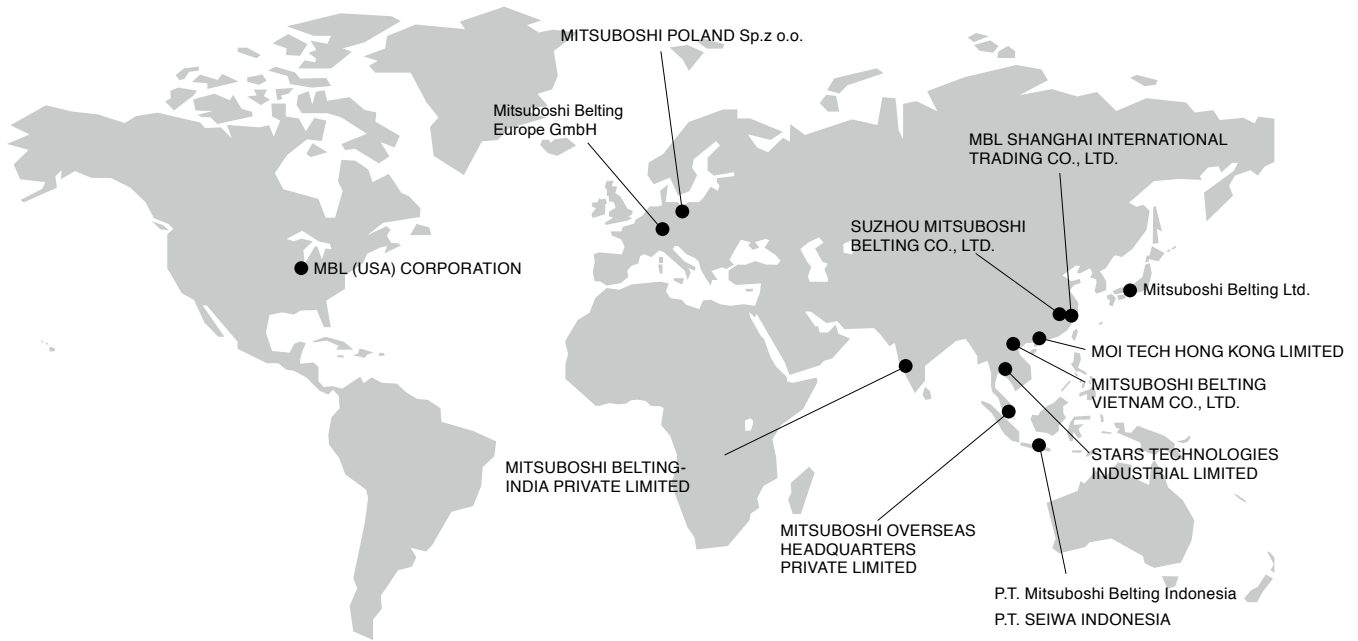 MITSUBOSHI POLAND Sp.z o.o.
Mitsuboshi Belting
Europe GmbH
MBL SHANGHAI INTERNATIONAL
TRADING CO., LTD.
SUZHOU MITSUBOSHI
BELTING CO., LTD.
MBL (USA) CORPORATION
Mitsuboshi Belting Ltd.
MOI TECH HONG KONG LIMITED
MITSUBOSHI BELTING
VIETNAM CO., LTD.
STARS TECHNOLOGIES
INDUSTRIAL LIMITED
MITSUBOSHI BELTING-
INDIA PRIVATE LIMITED
MITSUBOSHI OVERSEAS
HEADQUARTERS
PRIVATE LIMITED
P.T. Mitsuboshi Belting Indonesia
P.T. SEIWA INDONESIA